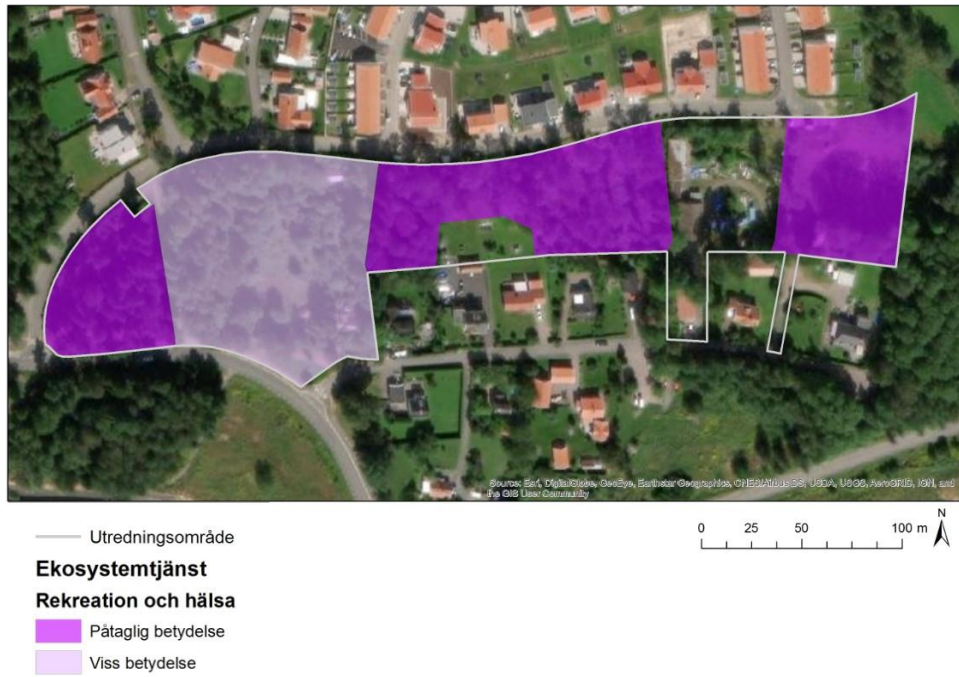 Source: Esri, DigitalGlobe, GeoEye, Earthstar Geographics, CNES/Airbus DS, USDA, USGS, AeroGRID, IGN, and
the GIS User Community
N
0 25 50 100 m
Utredningsområde
Ekosystemtjänst
Rekreation och hälsa
Påtaglig betydelse
Viss betydelse